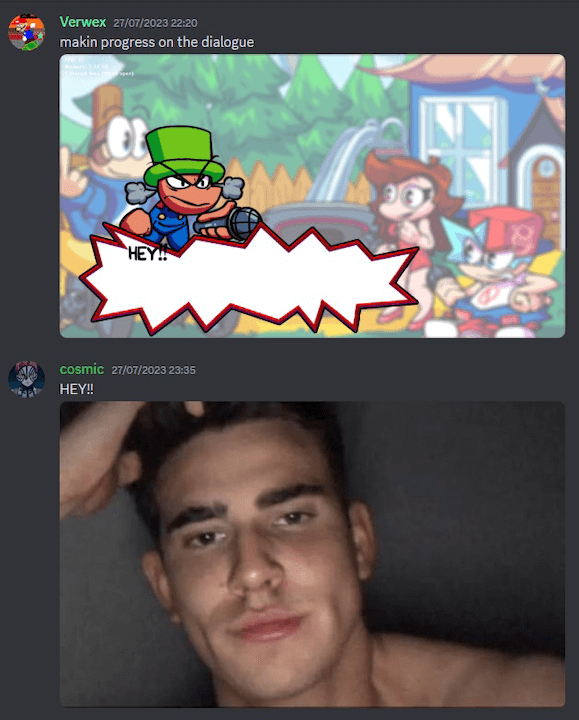 Verwex 27/07/2023 22:20
makin progress on the dialogue
HEY!!
cosmic 27/07/2023 23:35
HEY!!